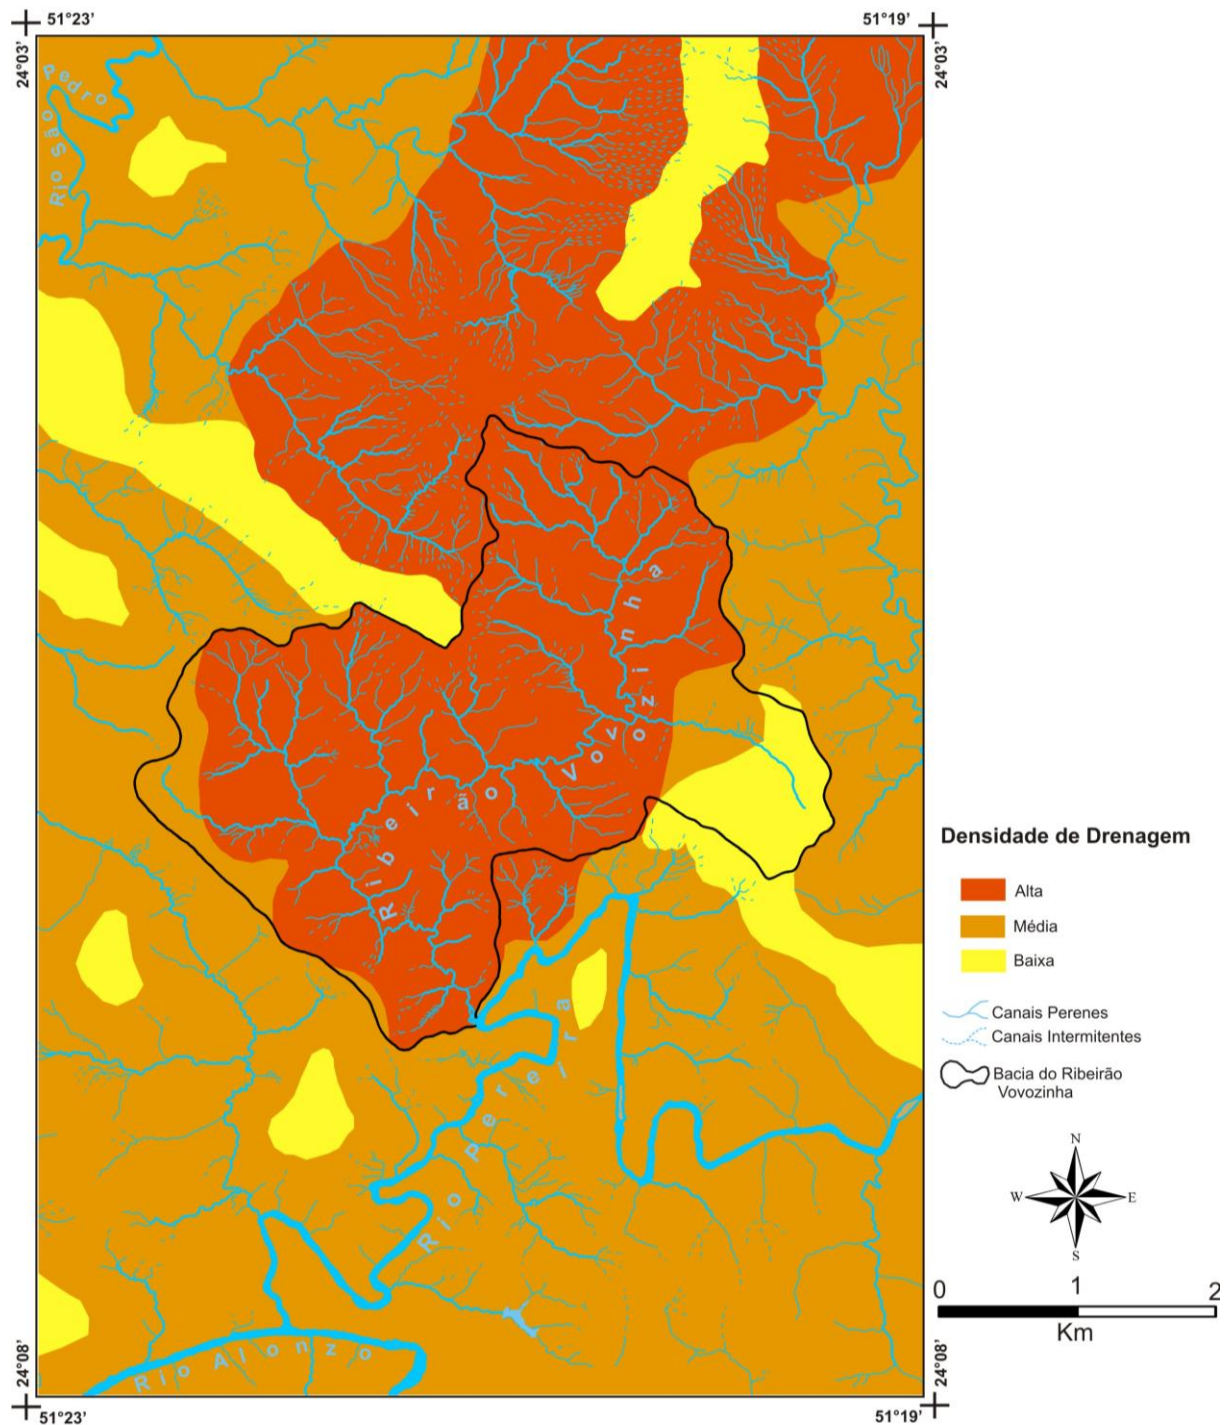 51°23'
51°19'
24°03'
24°03'
Rio São Pedro
Ribeirão Vovozinha
Rio Pereira
Rio Alonzo
Densidade de Drenagem
Alta
Média
Baixa
Canais Perenes
Canais Intermitentes
Bacia do Ribeirão
Vovozinha
N
W
E
S
0
1
2
Km
24°08'
24°08'
51°23'
51°19'